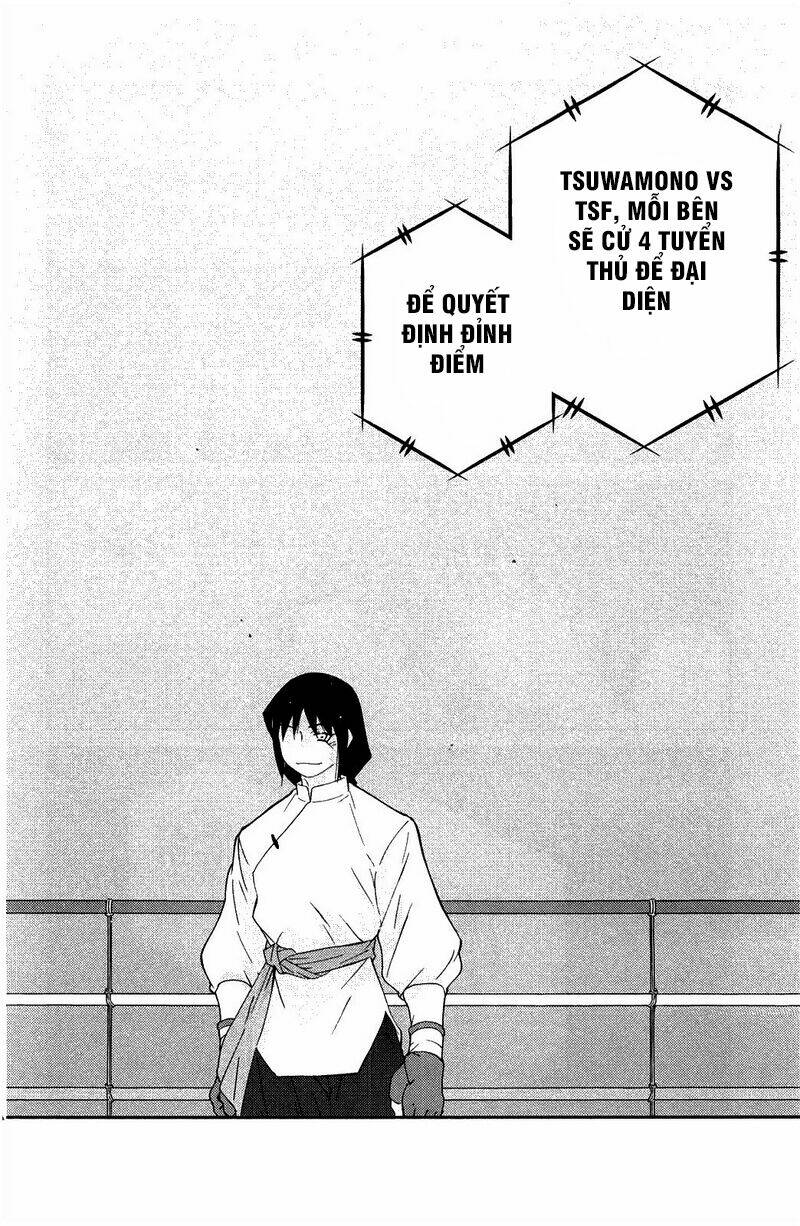 TSUWAMONO VS
TSF, MỖI BÊN
SẼ CỬ 4 TUYỂN
THỦ ĐỂ ĐẠI
DIỆN
ĐỂ QUYẾT
ĐỊNH ĐỈNH
ĐIỂM